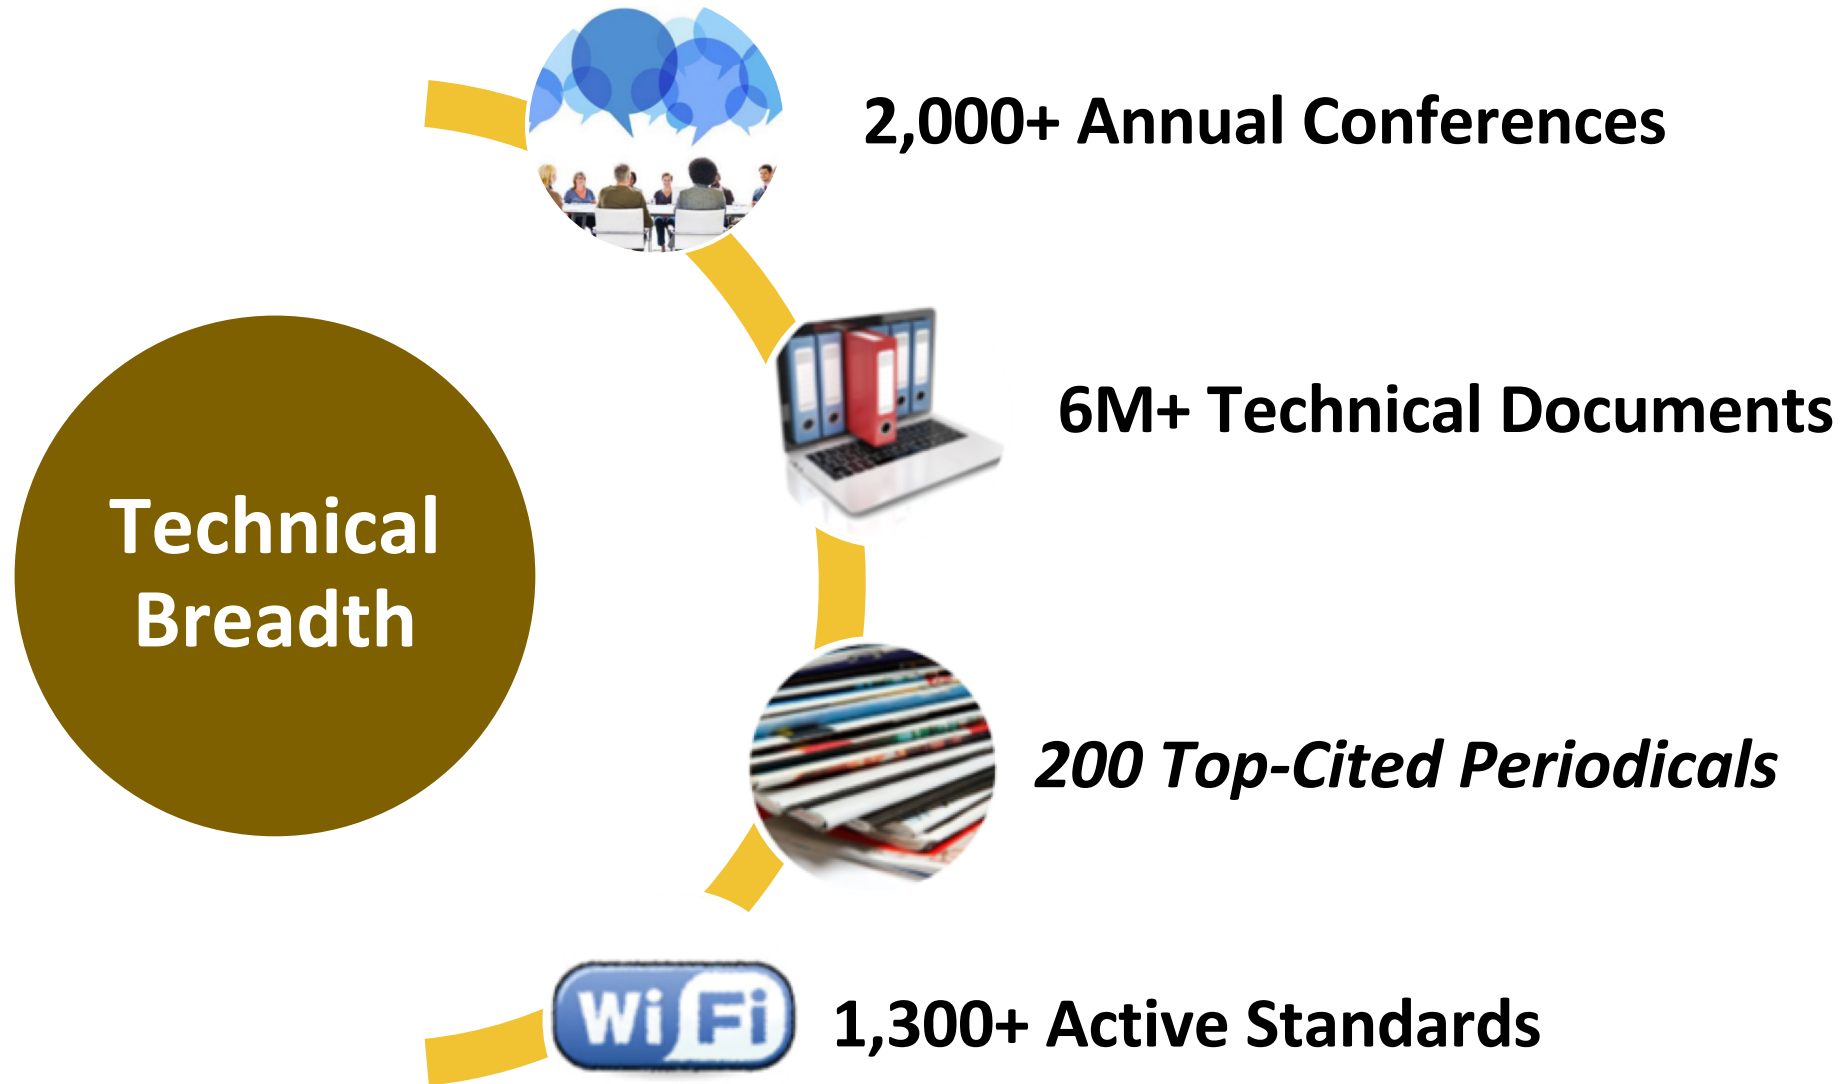 2,000+ Annual Conferences
6M+ Technical Documents
Technical
Breadth
200 Top-Cited Periodicals
Wi Fi
1,300+ Active Standards